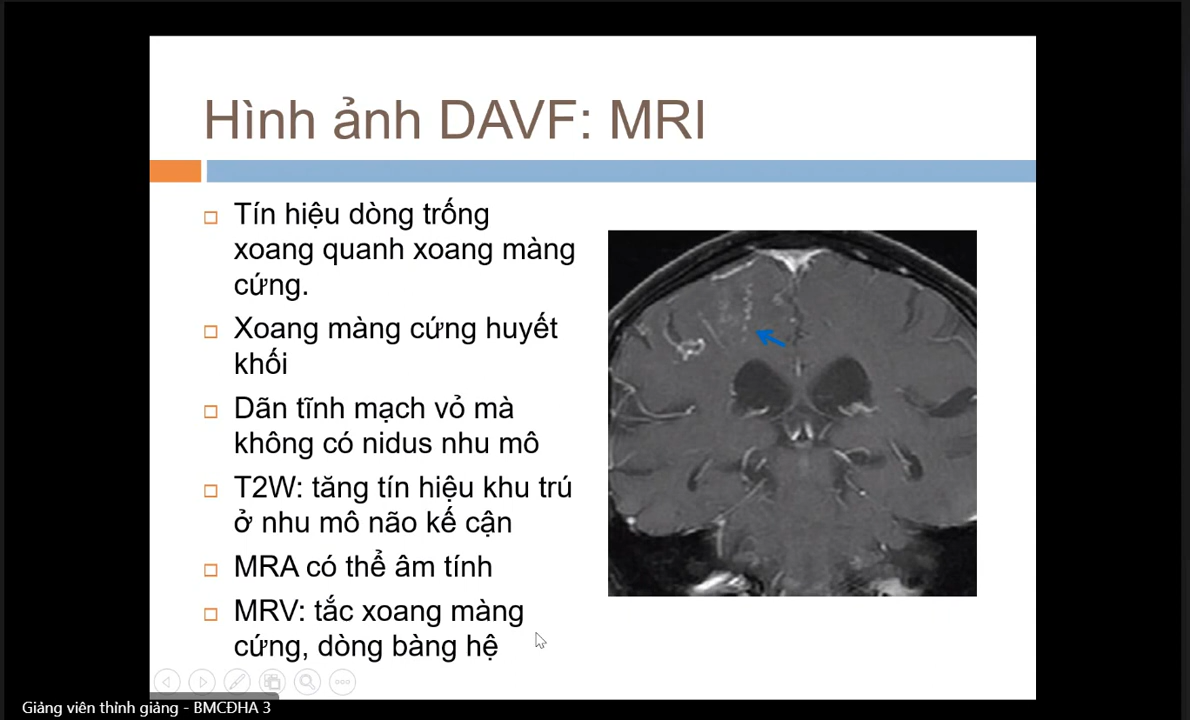 Hình ảnh DAVF: MRI
Tín hiệu dòng trống
xoang quanh xoang màng
cứng.
Xoang màng cứng huyết
khối
Dãn tĩnh mạch vỏ mà
không có nidus nhu mô
T2W: tăng tín hiệu khu trú
ở nhu mô não kế cận
MRA có thể âm tính
MRV: tắc xoang màng
cứng, dòng bàng hệ
Giảng viên thỉnh giảng - BMCĐHA 3